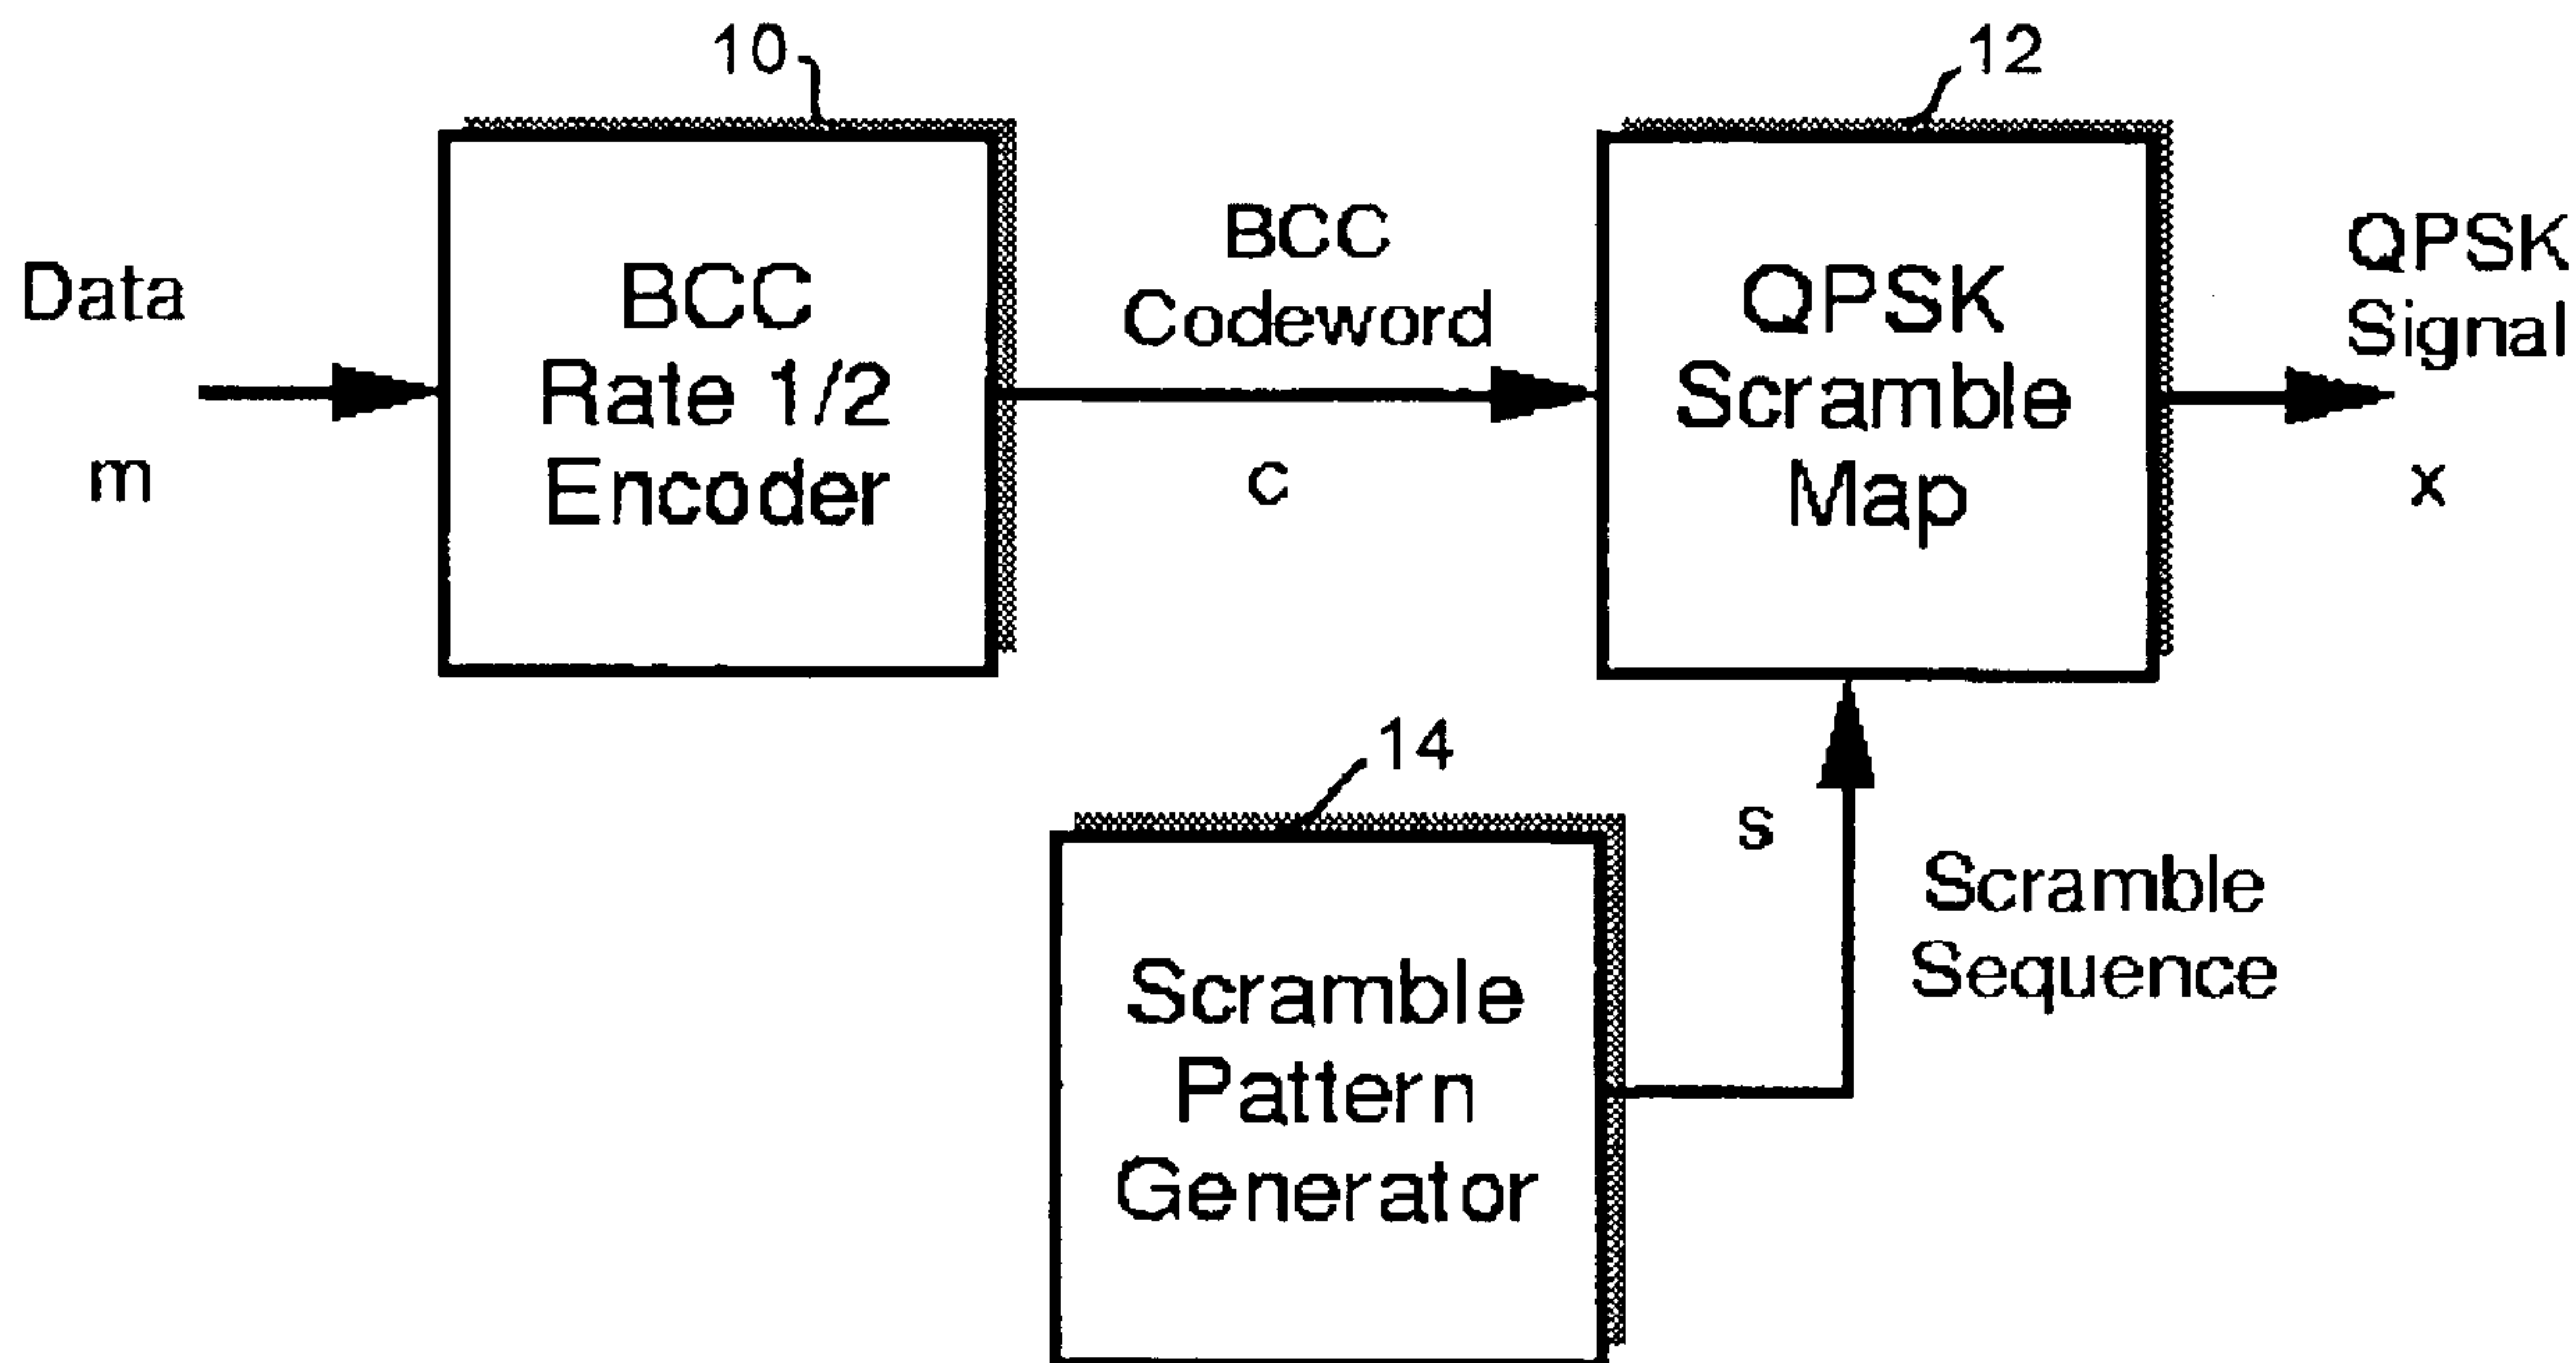 10
12
Data
m
BCC
Rate 1/2
Encoder
BCC
Codeword
c
QPSK
Scramble
Map
QPSK
Signal
x
14
s
Scramble
Sequence
Scramble
Pattern
Generator